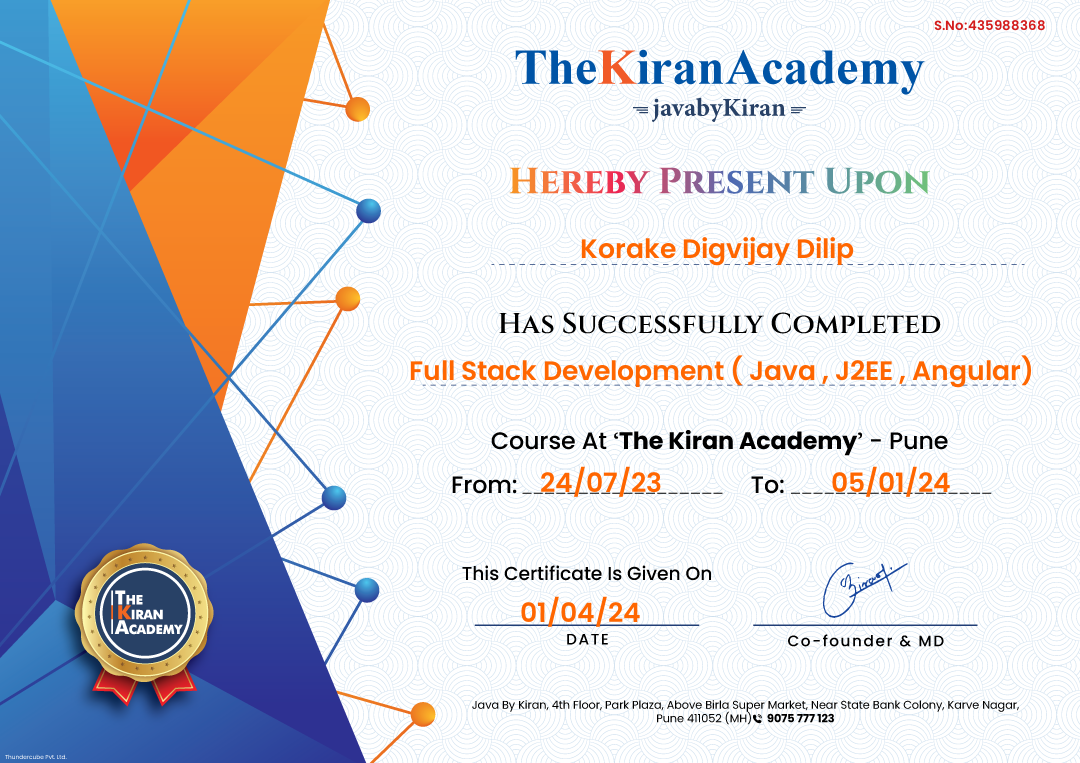 S.No:435988368
TheKiranAcademy
javabyKiran
Hereby Present Upon
Korake Digvijay Dilip
Has Successfully Completed
Full Stack Development ( Java , J2EE , Angular)
Course At ‘The Kiran Academy’ - Pune
From: 24/07/23 To: 05/01/24
This Certificate Is Given On
01/04/24
DATE
Co-founder & MD
THE
KIRAN
ACADEMY
Java By Kiran, 4th Floor, Park Plaza, Above Birla Super Market, Near State Bank Colony, Karve Nagar,
Pune 411052 (MH) 9075 777 123
Thundercube Pvt. Ltd.